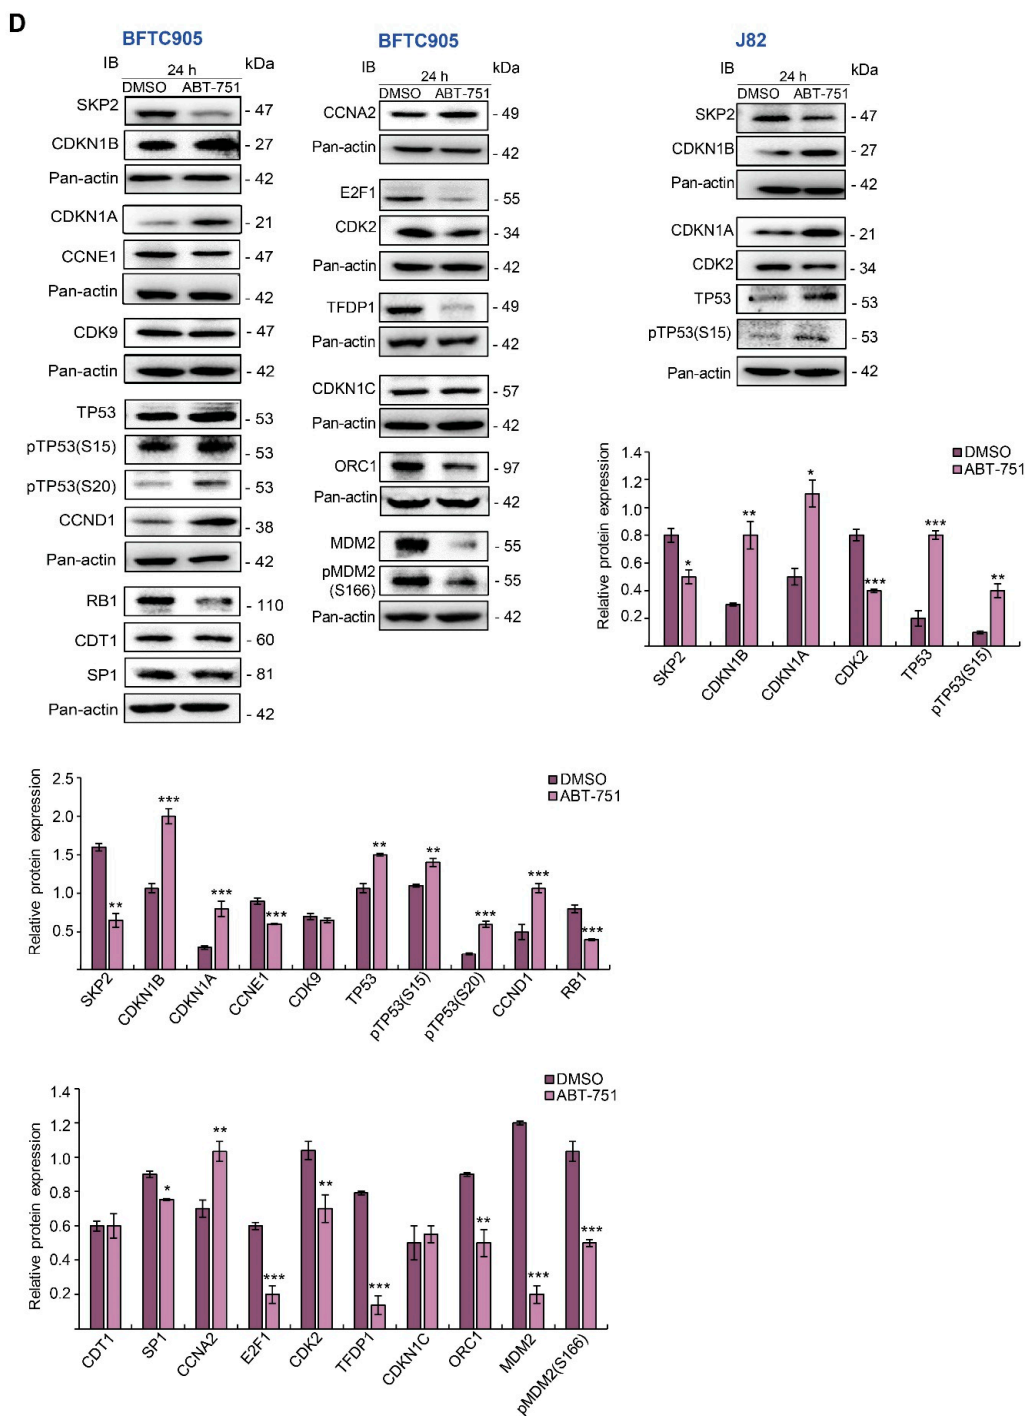 D
BFTC905
IB
24 h
kDa
DMSO ABT-751
SKP2 - 47
CDKN1B - 27
Pan-actin - 42
CDKN1A - 21
CCNE1 - 47
Pan-actin - 42
CDK9 - 47
Pan-actin - 42
TP53 - 53
pTP53(S15) - 53
pTP53(S20) - 53
CCND1 - 38
Pan-actin - 42
RB1 - 110
CDT1 - 60
SP1 - 81
Pan-actin - 42
BFTC905
IB
24 h
kDa
DMSO ABT-751
CCNA2 - 49
Pan-actin - 42
E2F1 - 55
CDK2 - 34
Pan-actin - 42
TFDP1 - 49
Pan-actin - 42
CDKN1C - 57
Pan-actin - 42
ORC1 - 97
Pan-actin - 42
MDM2 - 55
pMDM2
(S166) - 55
Pan-actin - 42
J82
IB
24 h
kDa
DMSO ABT-751
SKP2 - 47
CDKN1B - 27
Pan-actin - 42
CDKN1A - 21
CDK2 - 34
TP53 - 53
pTP53(S15) - 53
Pan-actin - 42
Relative protein expression
1.4
1.2
1.0
0.8
0.6
0.4
0.2
DMSO
ABT-751
* ** * *** *** **
SKP2 CDKN1B CDKN1A CDK2 TP53 pTP53(S15)
Relative protein expression
2.5
2.0
1.5
1.0
0.5
DMSO
ABT-751
** *** *** *** ** ** *** *** ***
SKP2 CDKN1B CDKN1A CCNE1 CDK9 TP53 pTP53(S15) pTP53(S20) CCND1 RB1
Relative protein expression
1.4
1.2
1.0
0.8
0.6
0.4
0.2
DMSO
ABT-751
* ** *** ** *** ** *** ***
CDT1 SP1 CCNA2 E2F1 CDK2 TFDP1 CDKN1C ORC1 MDM2 pMDM2(S166)